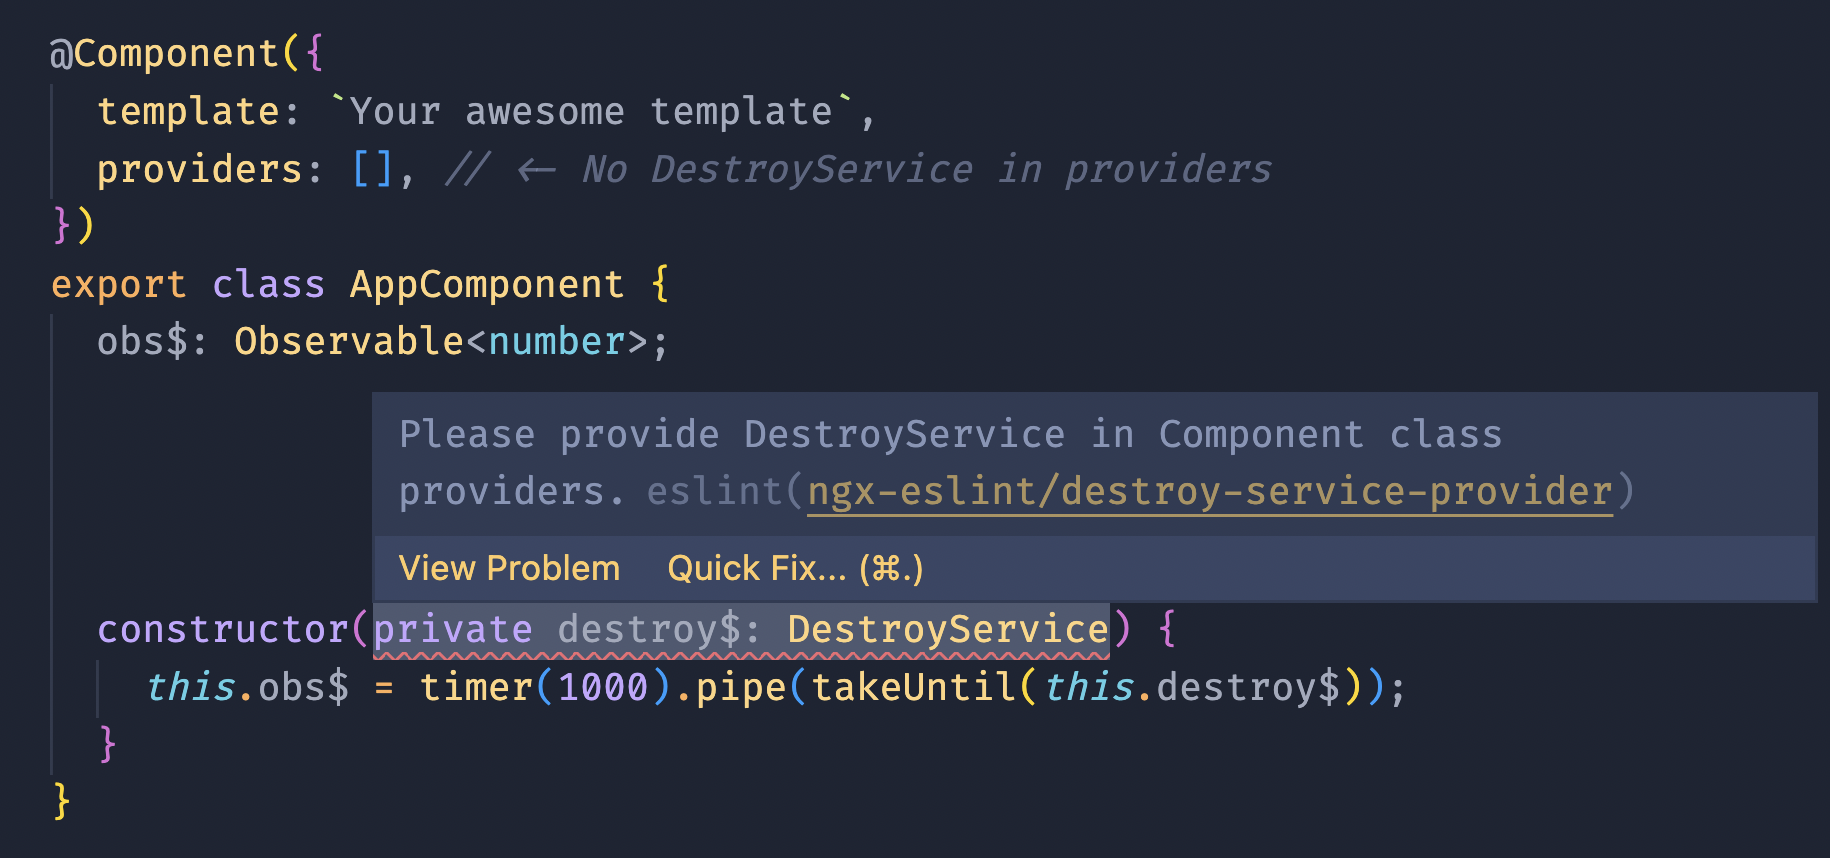 @Component({
  template: `Your awesome template`,
  providers: [], // <— No DestroyService in providers
})
export class AppComponent {
  obs$: Observable<number>;
Please provide DestroyService in Component class
providers. eslint(ngx-eslint/destroy-service-provider)
View Problem Quick Fix... (⌘.)
  constructor(private destroy$: DestroyService) {
    this.obs$ = timer(1000).pipe(takeUntil(this.destroy$));
  }
}